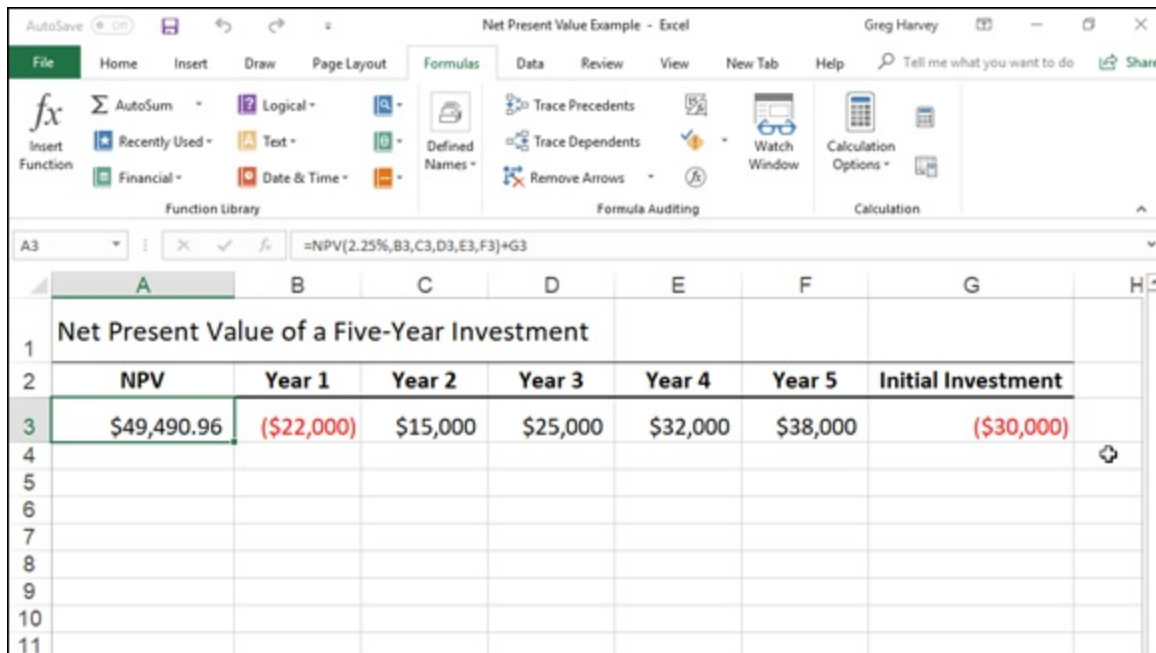 AutoSave Off Net Present Value Example - Excel Greg Harvey
File Home Insert Draw Page Layout Formulas Data Review View New Tab Help Tell me what you want to do Share
fx Insert Function
Σ AutoSum
Recently Used
Financial
Logical
Text
Date & Time
Function Library
Defined Names
Trace Precedents
Trace Dependents
Remove Arrows
Watch Window
Formula Auditing
Calculation Options
Calculation
A3 fx =NPV(2.25%,B3,C3,D3,E3,F3)+G3
A B C D E F G H
1 Net Present Value of a Five-Year Investment
2 NPV Year 1 Year 2 Year 3 Year 4 Year 5 Initial Investment
3 $49,490.96 ($22,000) $15,000 $25,000 $32,000 $38,000 ($30,000)
4
5
6
7
8
9
10
11